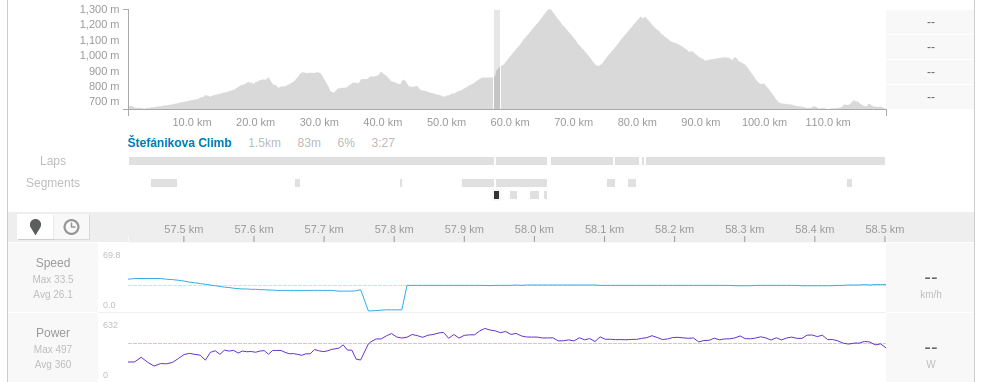 1,300 m
1,200 m
1,100 m
1,000 m
900 m
800 m
700 m
--
--
--
--
10.0 km 20.0 km 30.0 km 40.0 km 50.0 km 60.0 km 70.0 km 80.0 km 90.0 km 100.0 km 110.0 km
Štefánikova Climb 1.5km 83m 6% 3:27
Laps
Segments
57.5 km 57.6 km 57.7 km 57.8 km 57.9 km 58.0 km 58.1 km 58.2 km 58.3 km 58.4 km 58.5 km
Speed
Max 33.5
Avg 26.1
69.8
0.0
--
km/h
Power
Max 497
Avg 360
632
0
--
W